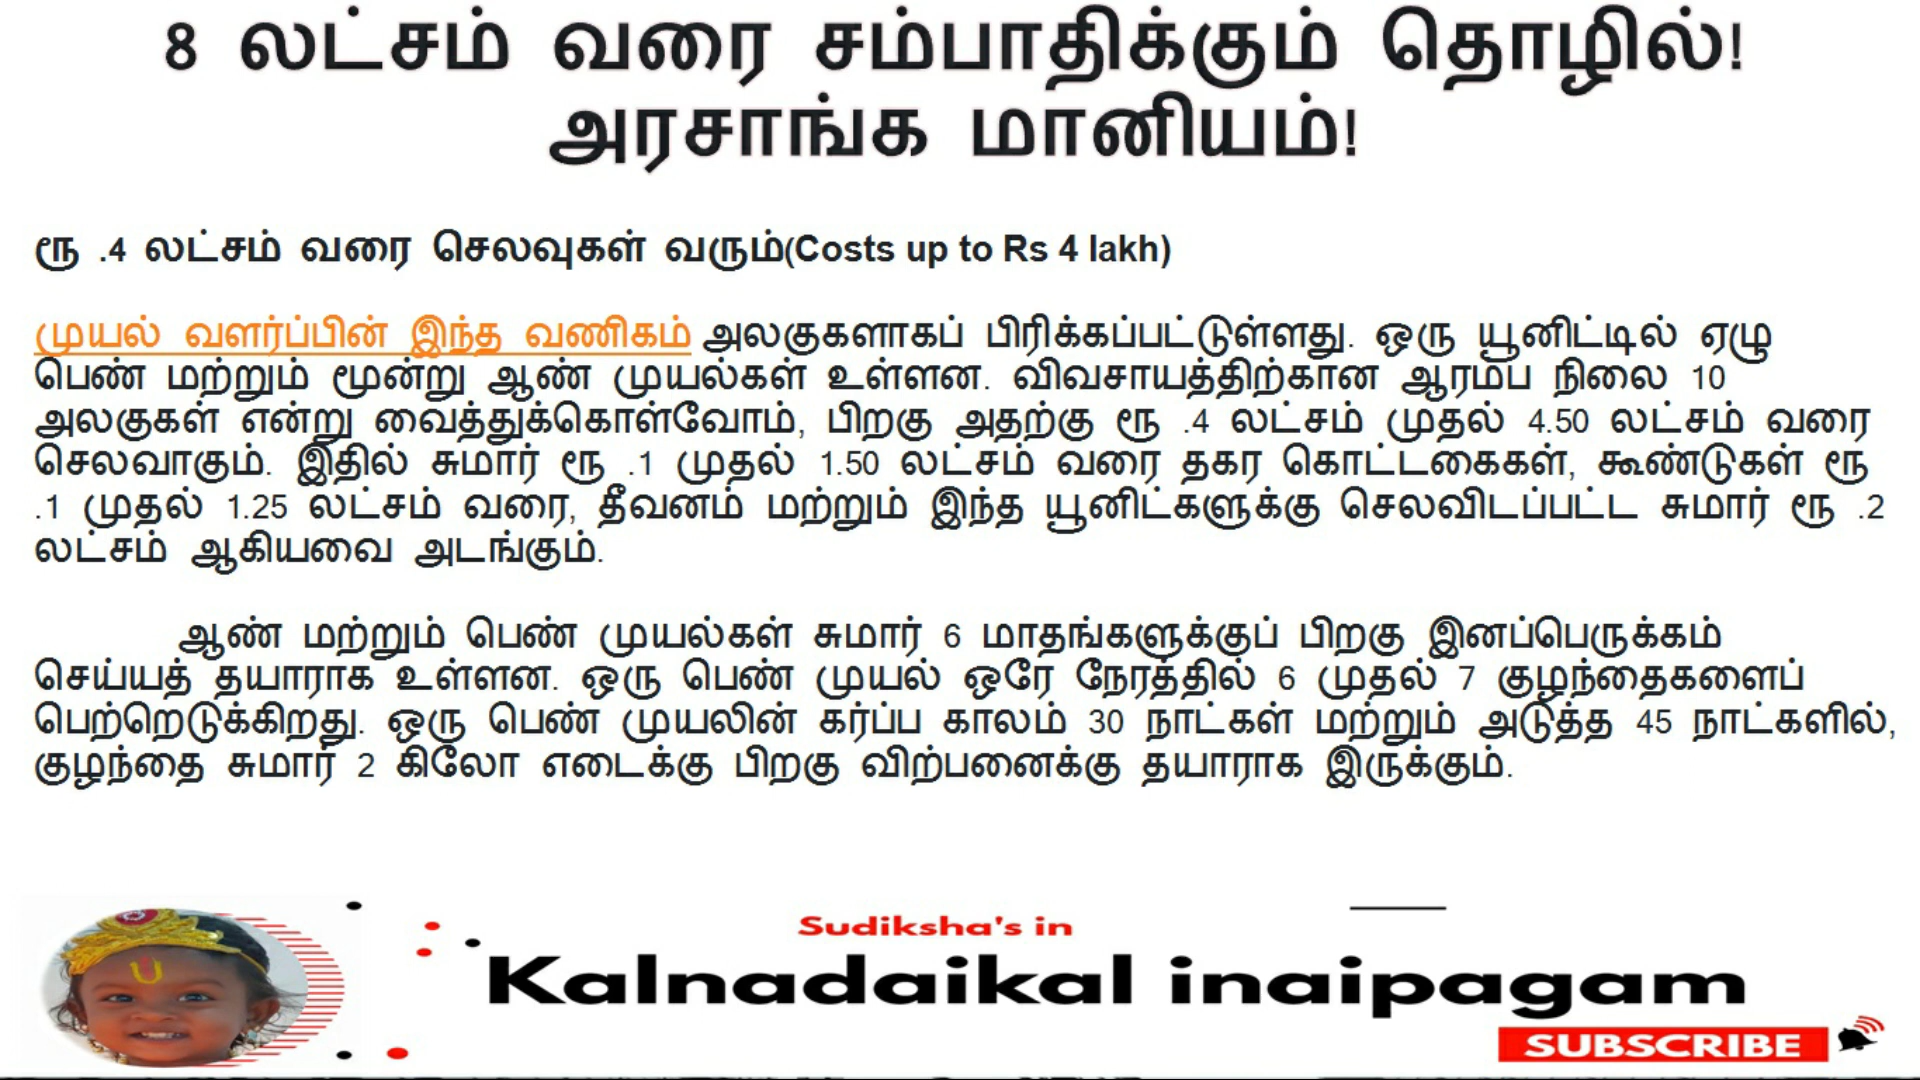 8 லட்சம் வரை சம்பாதிக்கும் தொழில்!
அரசாங்க மானியம்!
ரூ .4 லட்சம் வரை செலவுகள் வரும்(Costs up to Rs 4 lakh)
முயல் வளர்ப்பின் இந்த வணிகம் அலகுகளாகப் பிரிக்கப்பட்டுள்ளது. ஒரு யூனிட்டில் ஏழு
பெண் மற்றும் மூன்று ஆண் முயல்கள் உள்ளன. விவசாயத்திற்கான ஆரம்ப நிலை 10
அலகுகள் என்று வைத்துக்கொள்வோம், பிறகு அதற்கு ரூ .4 லட்சம் முதல் 4.50 லட்சம் வரை
செலவாகும். இதில் சுமார் ரூ .1 முதல் 1.50 லட்சம் வரை தகர கொட்டகைகள், கூண்டுகள் ரூ
.1 முதல் 1.25 லட்சம் வரை, தீவனம் மற்றும் இந்த யூனிட்களுக்கு செலவிடப்பட்ட சுமார் ரூ .2
லட்சம் ஆகியவை அடங்கும்.
ஆண் மற்றும் பெண் முயல்கள் சுமார் 6 மாதங்களுக்குப் பிறகு இனப்பெருக்கம்
செய்யத் தயாராக உள்ளன. ஒரு பெண் முயல் ஒரே நேரத்தில் 6 முதல் 7 குழந்தைகளைப்
பெற்றெடுக்கிறது. ஒரு பெண் முயலின் கர்ப்ப காலம் 30 நாட்கள் மற்றும் அடுத்த 45 நாட்களில்,
குழந்தை சுமார் 2 கிலோ எடைக்கு பிறகு விற்பனைக்கு தயாராக இருக்கும்.
Sudiksha's in
Kalnadaikal inaipagam
SUBSCRIBE